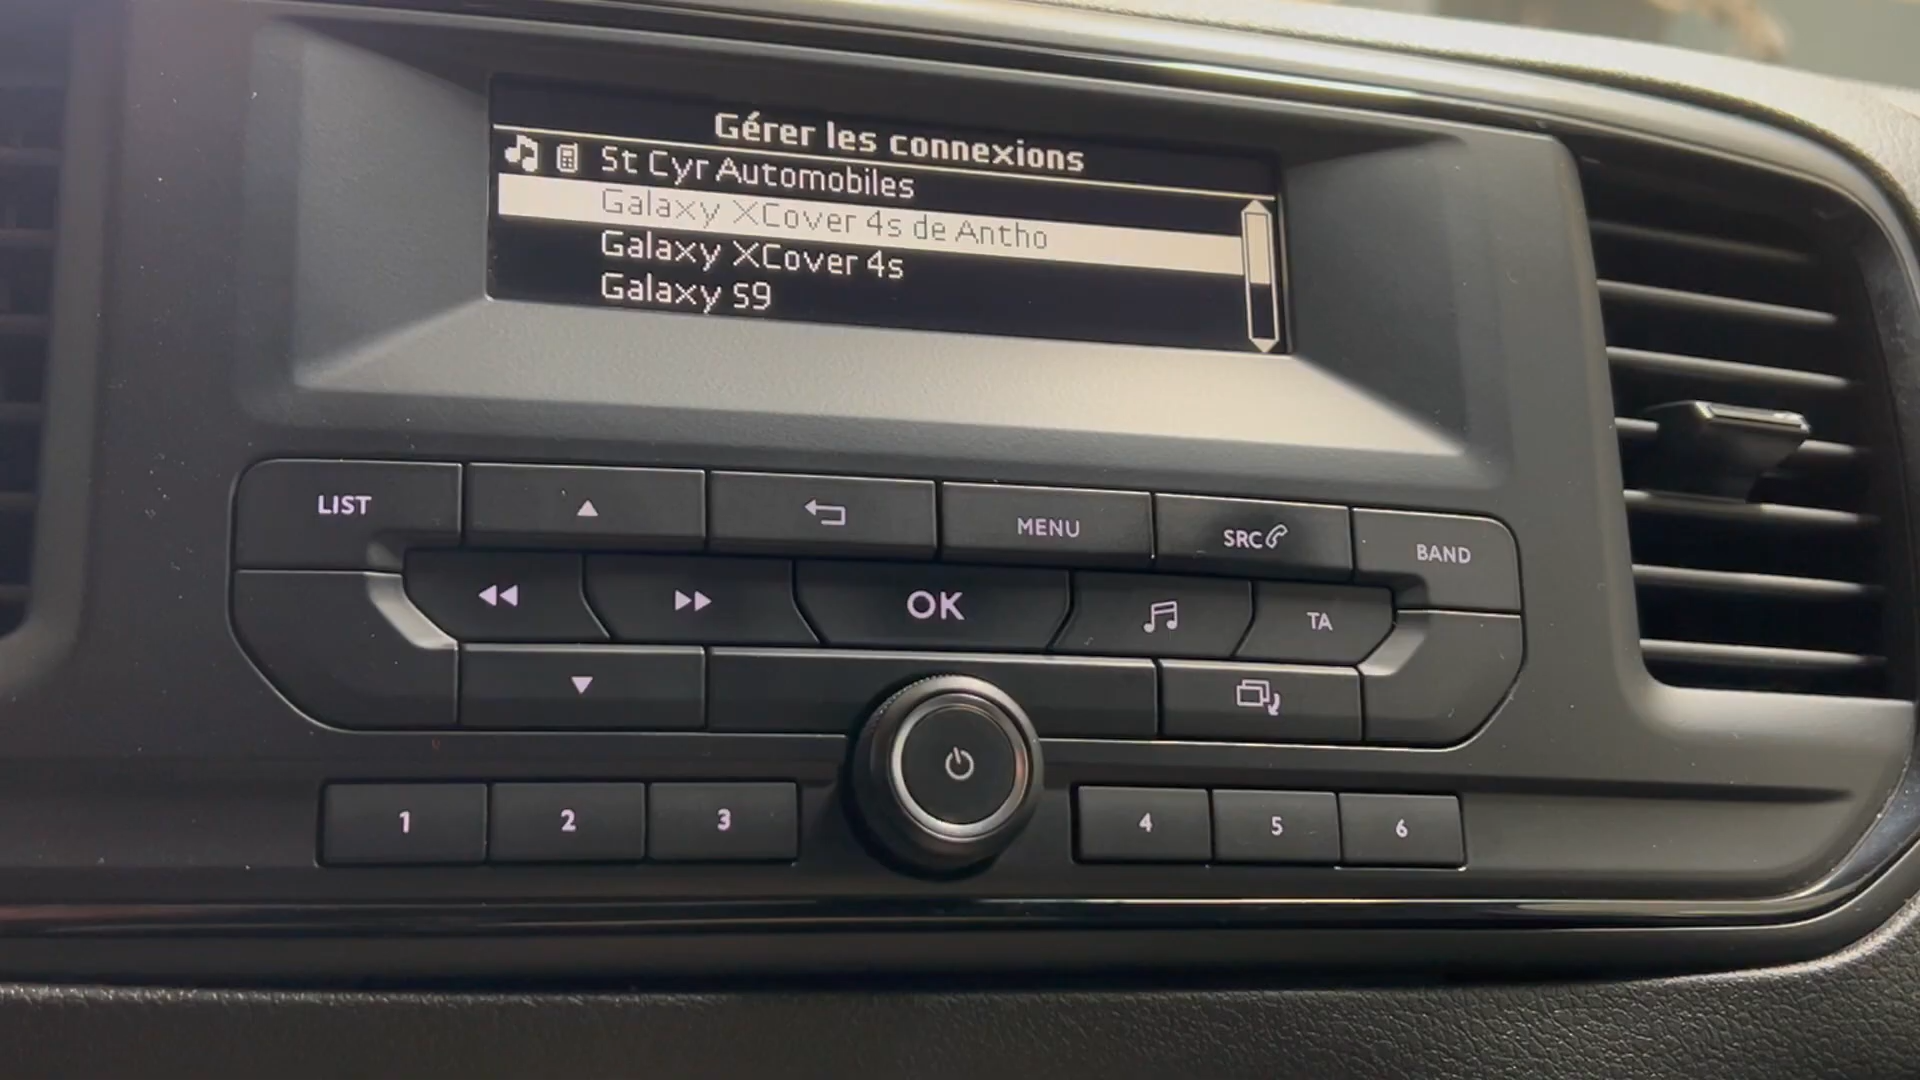 Gérer les connexions
St Cyr Automobiles
Galaxy XCover 4s de Antho
Galaxy XCover 4s
Galaxy S9
LIST
MENU
SRC
BAND
OK
TA
1
2
3
4
5
6